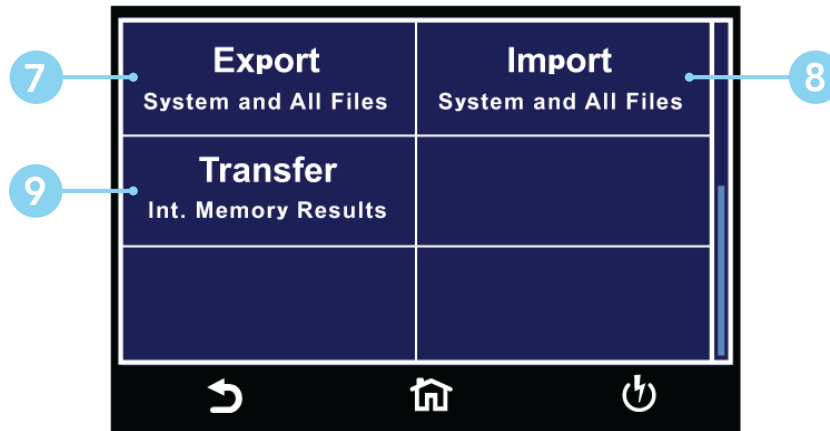 7
Export
System and All Files
Import
System and All Files
8
9
Transfer
Int. Memory Results